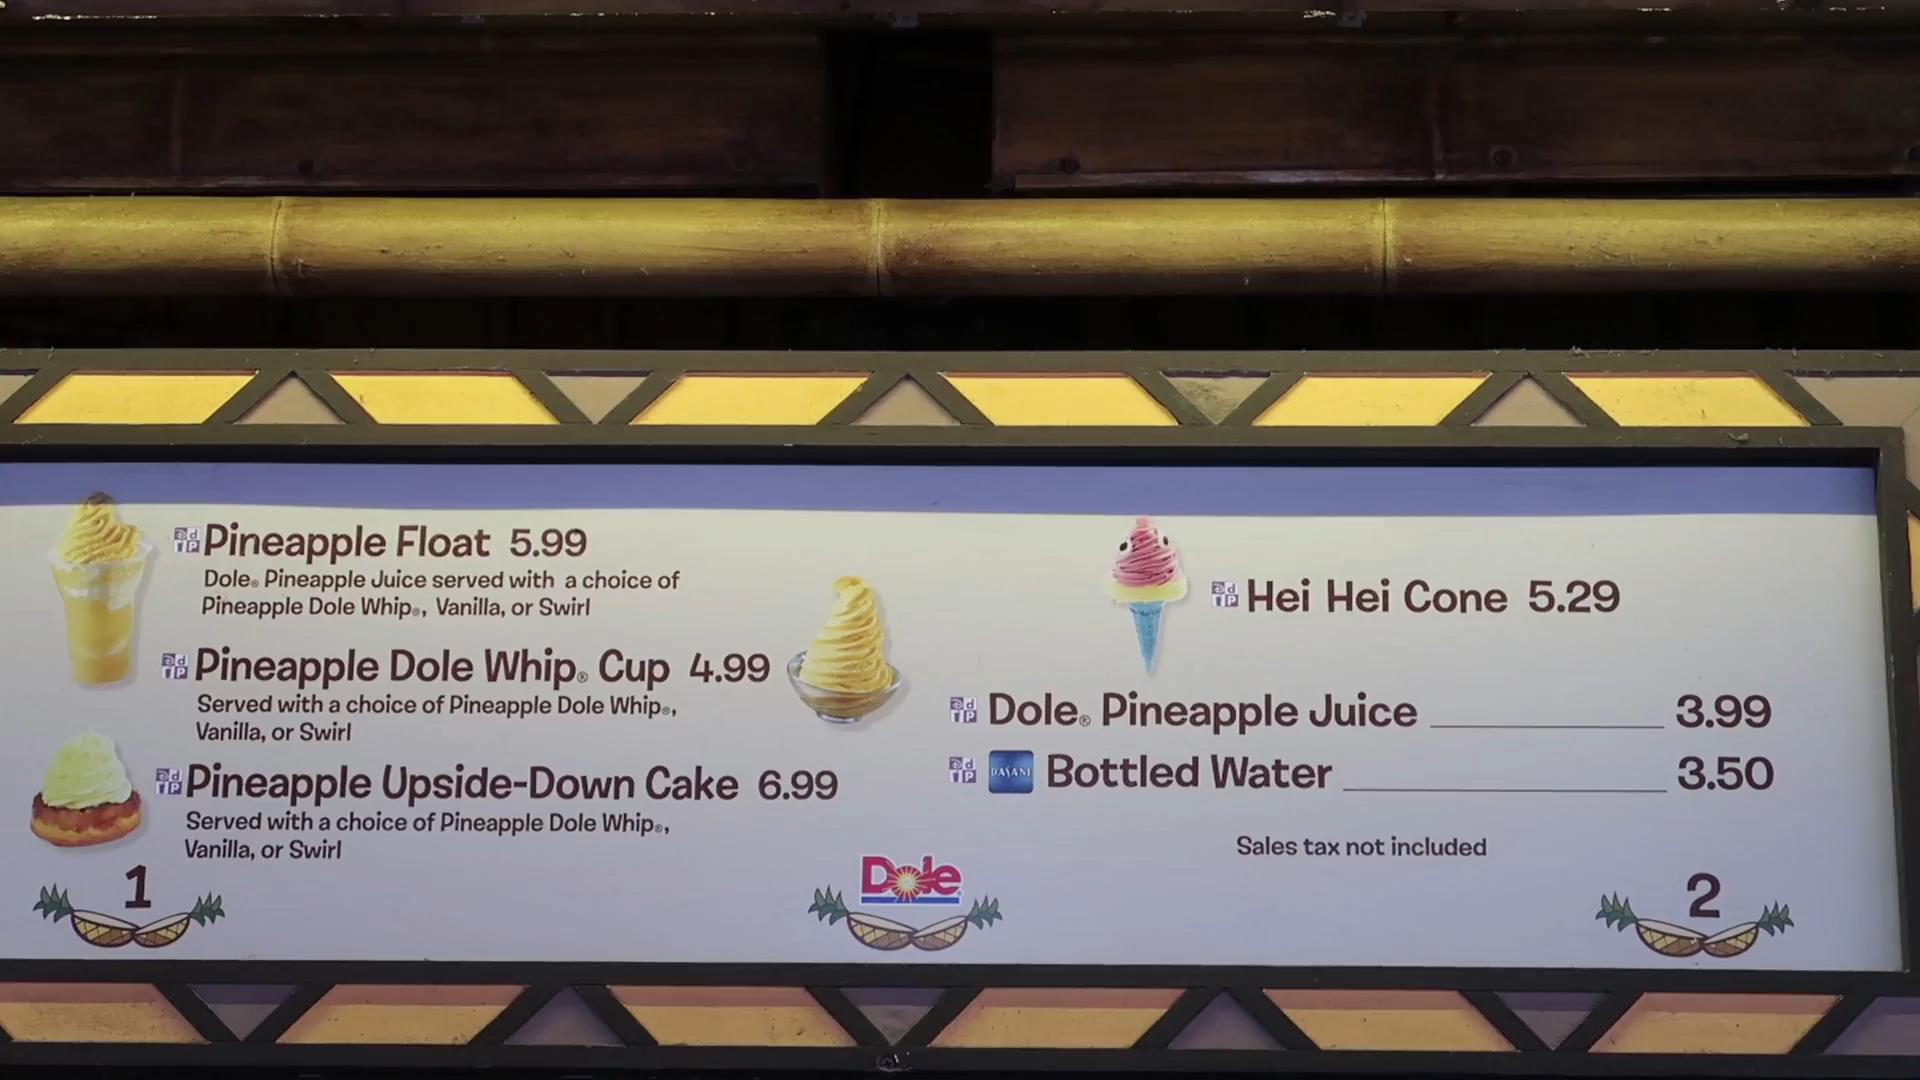 Pineapple Float 5.99
Dole® Pineapple Juice served with a choice of
Pineapple Dole Whip®, Vanilla, or Swirl
Pineapple Dole Whip® Cup 4.99
Served with a choice of Pineapple Dole Whip®,
Vanilla, or Swirl
Pineapple Upside-Down Cake 6.99
Served with a choice of Pineapple Dole Whip®,
Vanilla, or Swirl
1
Dole
Hei Hei Cone 5.29
Dole® Pineapple Juice 3.99
DASANI Bottled Water 3.50
Sales tax not included
2